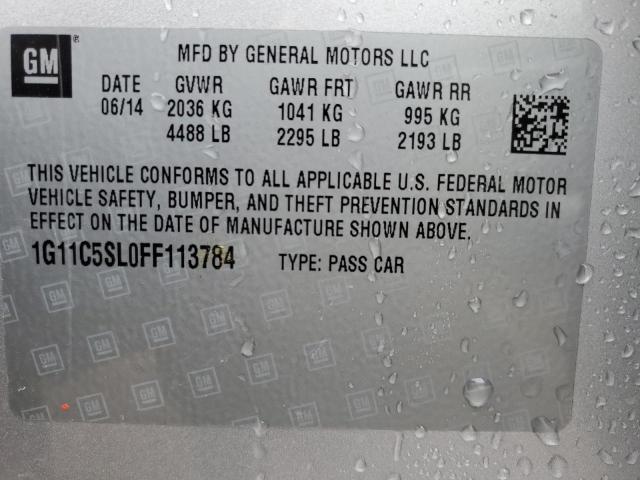 GM
MFD BY GENERAL MOTORS LLC
DATE GVWR GAWR FRT GAWR RR
06/14 2036 KG 1041 KG 995 KG
4488 LB 2295 LB 2193 LB
THIS VEHICLE CONFORMS TO ALL APPLICABLE U.S. FEDERAL MOTOR
VEHICLE SAFETY, BUMPER, AND THEFT PREVENTION STANDARDS IN
EFFECT ON THE DATE OF MANUFACTURE SHOWN ABOVE.
1G11C5SL0FF113784 TYPE: PASS CAR